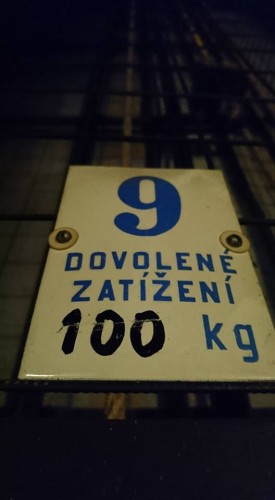 9
DOVOLENÉ
ZATÍŽENÍ
100 kg